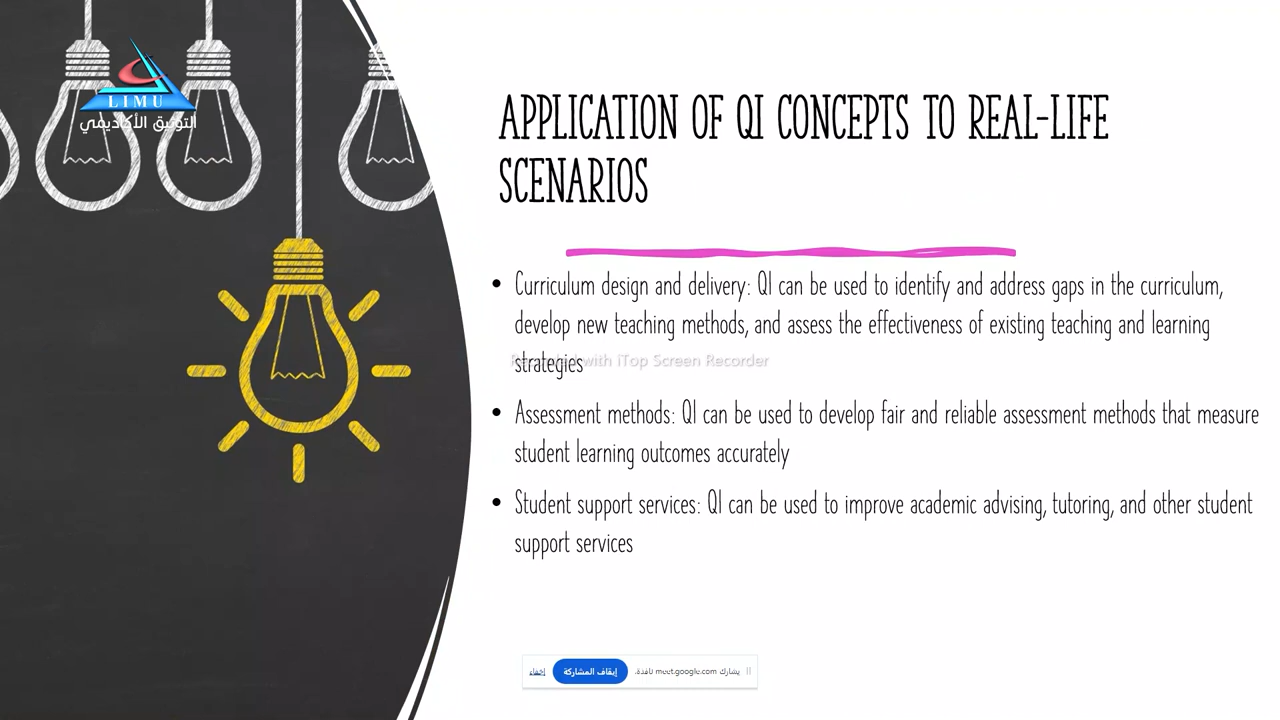 LIMU
التوثيق الأكاديمي
APPLICATION OF QI CONCEPTS TO REAL-LIFE
SCENARIOS
• Curriculum design and delivery: QI can be used to identify and address gaps in the curriculum,
develop new teaching methods, and assess the effectiveness of existing teaching and learning
strategies
Recorded with iTop Screen Recorder
• Assessment methods: QI can be used to develop fair and reliable assessment methods that measure
student learning outcomes accurately
• Student support services: QI can be used to improve academic advising, tutoring, and other student
support services
يشارك meet.google.com نافذة. إيقاف المشاركة إخفاء